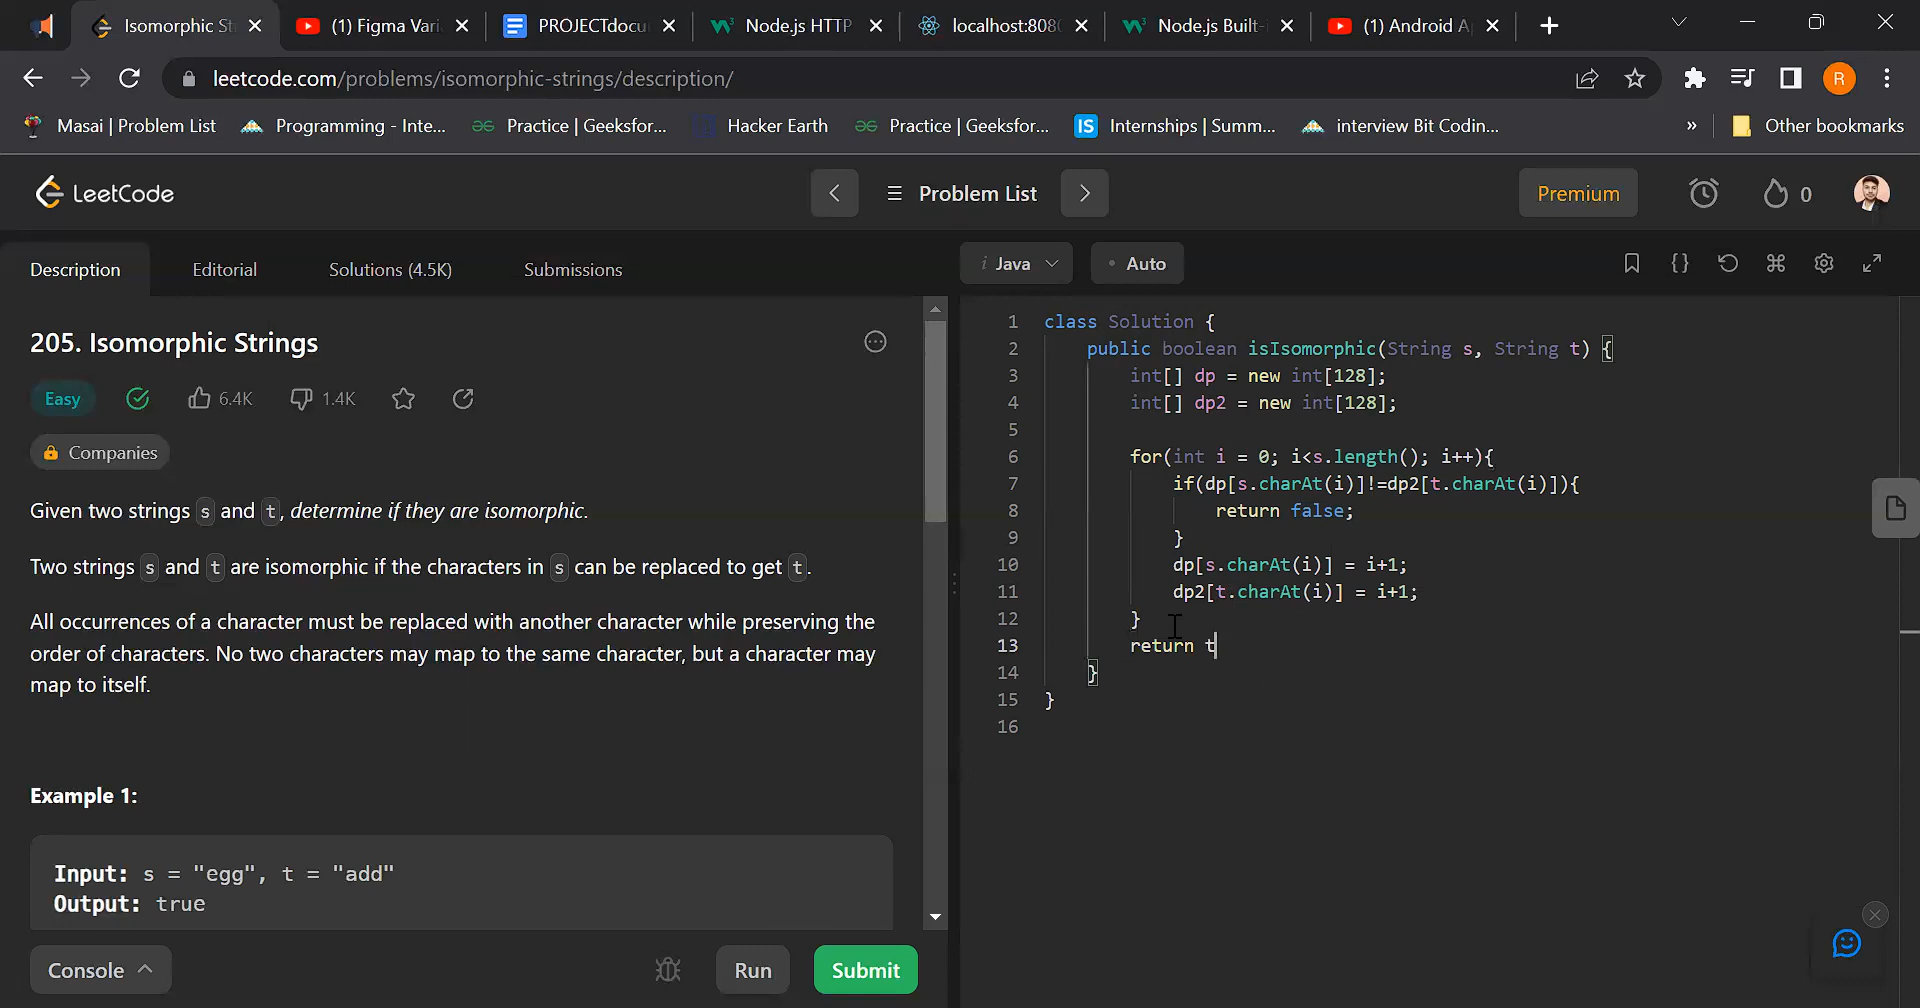 Isomorphic St
(1) Figma Vari
PROJECTdocu
Node.js HTTP
localhost:8080
Node.js Built-
(1) Android A
leetcode.com/problems/isomorphic-strings/description/
R
Masai | Problem List
Programming - Inte...
Practice | Geeksfor...
Hacker Earth
Practice | Geeksfor...
IS Internships | Summ...
interview Bit Codin...
» Other bookmarks
LeetCode
Problem List
Premium
0
Description
Editorial
Solutions (4.5K)
Submissions
i Java
• Auto
205. Isomorphic Strings
Easy
6.4K
1.4K
Companies
Given two strings s and t, determine if they are isomorphic.
Two strings s and t are isomorphic if the characters in s can be replaced to get t.
All occurrences of a character must be replaced with another character while preserving the
order of characters. No two characters may map to the same character, but a character may
map to itself.
Example 1:
Input: s = "egg", t = "add"
Output: true
Console
Run
Submit
1 class Solution {
2 public boolean isIsomorphic(String s, String t) {
3 int[] dp = new int[128];
4 int[] dp2 = new int[128];
5
6 for(int i = 0; i<s.length(); i++){
7 if(dp[s.charAt(i)]!=dp2[t.charAt(i)]){
8 return false;
9 }
10 dp[s.charAt(i)] = i+1;
11 dp2[t.charAt(i)] = i+1;
12 }
13 return t
14 }
15 }
16